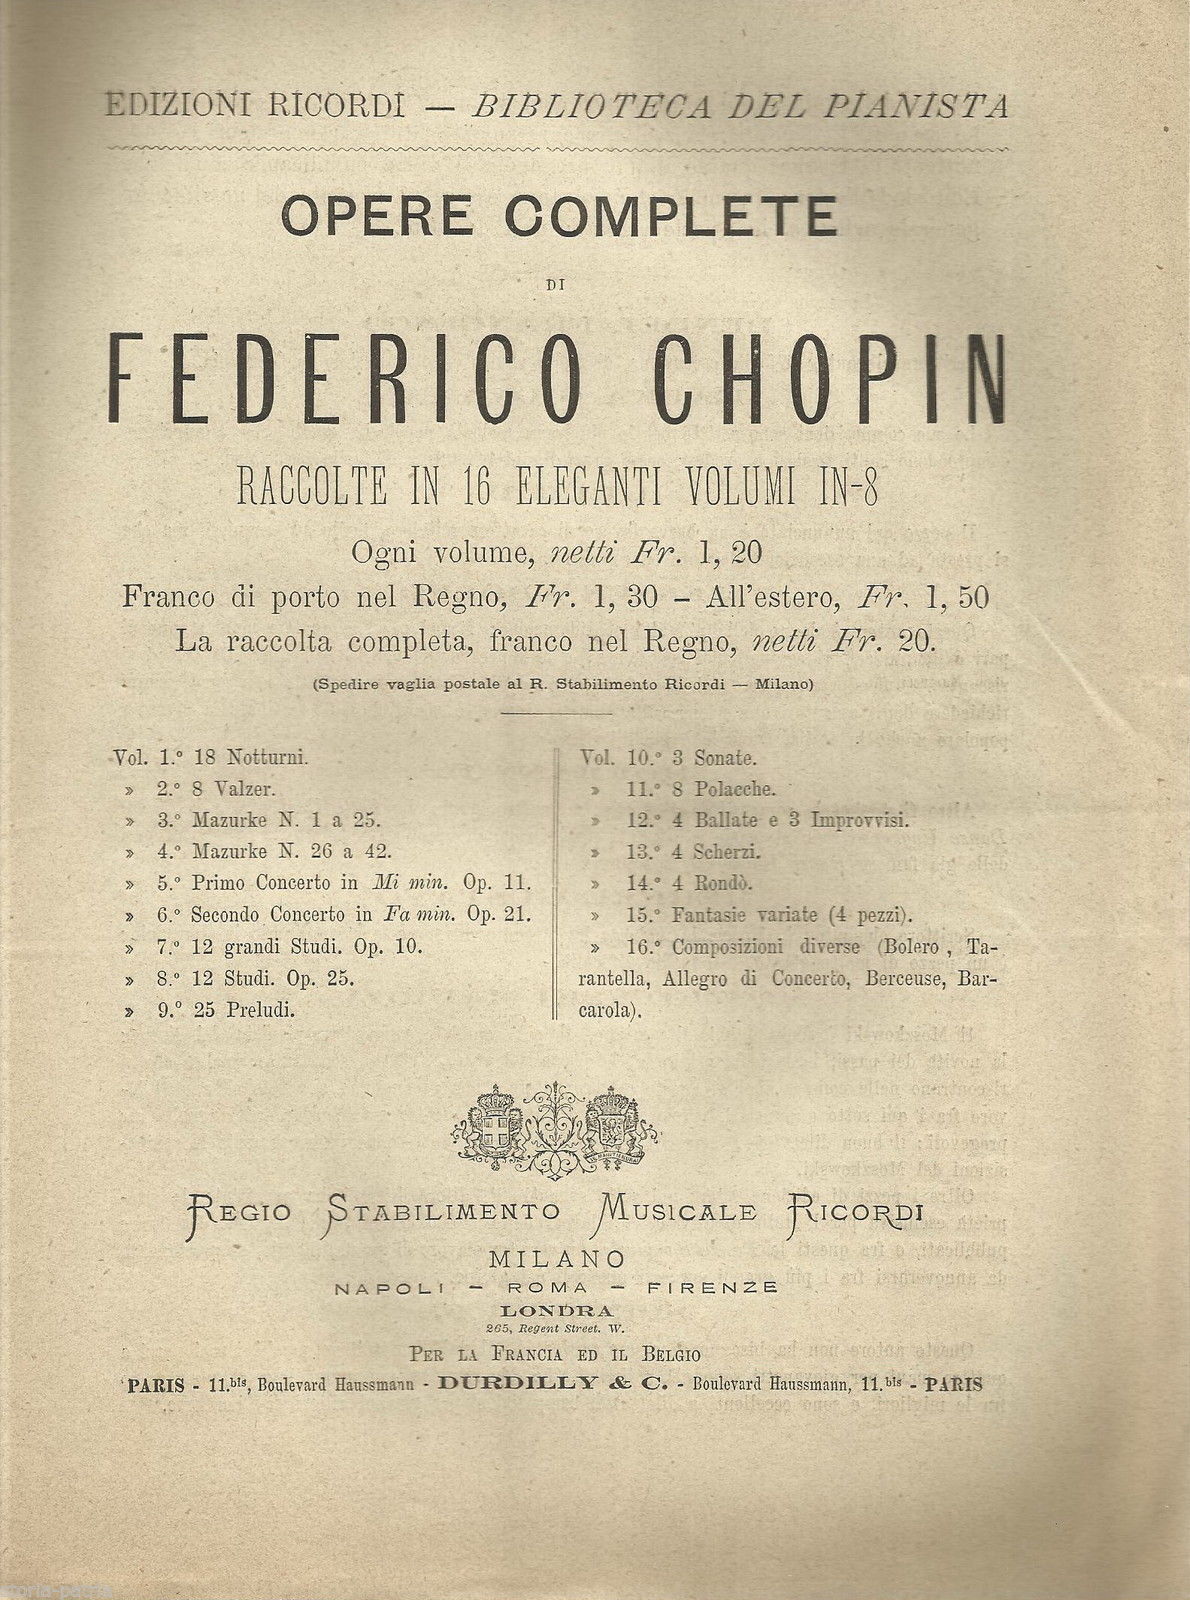 EDIZIONI RICORDI — BIBLIOTECA DEL PIANISTA
OPERE COMPLETE
DI
FEDERICO CHOPIN
RACCOLTE IN 16 ELEGANTI VOLUMI IN-8
Ogni volume, netti Fr. 1, 20
Franco di porto nel Regno, Fr. 1, 30 – All'estero, Fr. 1, 50
La raccolta completa, franco nel Regno, netti Fr. 20.
(Spedire vaglia postale al R. Stabilimento Ricordi — Milano)
Vol. 1.º 18 Notturni.
» 2.º 8 Valzer.
» 3.º Mazurke N. 1 a 25.
» 4.º Mazurke N. 26 a 42.
» 5.º Primo Concerto in Mi min. Op. 11.
» 6.º Secondo Concerto in Fa min. Op. 21.
» 7.º 12 grandi Studi. Op. 10.
» 8.º 12 Studi. Op. 25.
» 9.º 25 Preludi.
Vol. 10.º 3 Sonate.
» 11.º 8 Polacche.
» 12.º 4 Ballate e 3 Improvvisi.
» 13.º 4 Scherzi.
» 14.º 4 Rondò.
» 15.º Fantasie variate (4 pezzi).
» 16.º Composizioni diverse (Bolero, Ta-
rantella, Allegro di Concerto, Berceuse, Bar-
carola).
REGIO STABILIMENTO MUSICALE RICORDI
MILANO
NAPOLI – ROMA – FIRENZE
LONDRA
265, Regent Street. W.
PER LA FRANCIA ED IL BELGIO
PARIS - 11.bis, Boulevard Haussmann - DURDILLY & C. - Boulevard Haussmann, 11.bis - PARIS